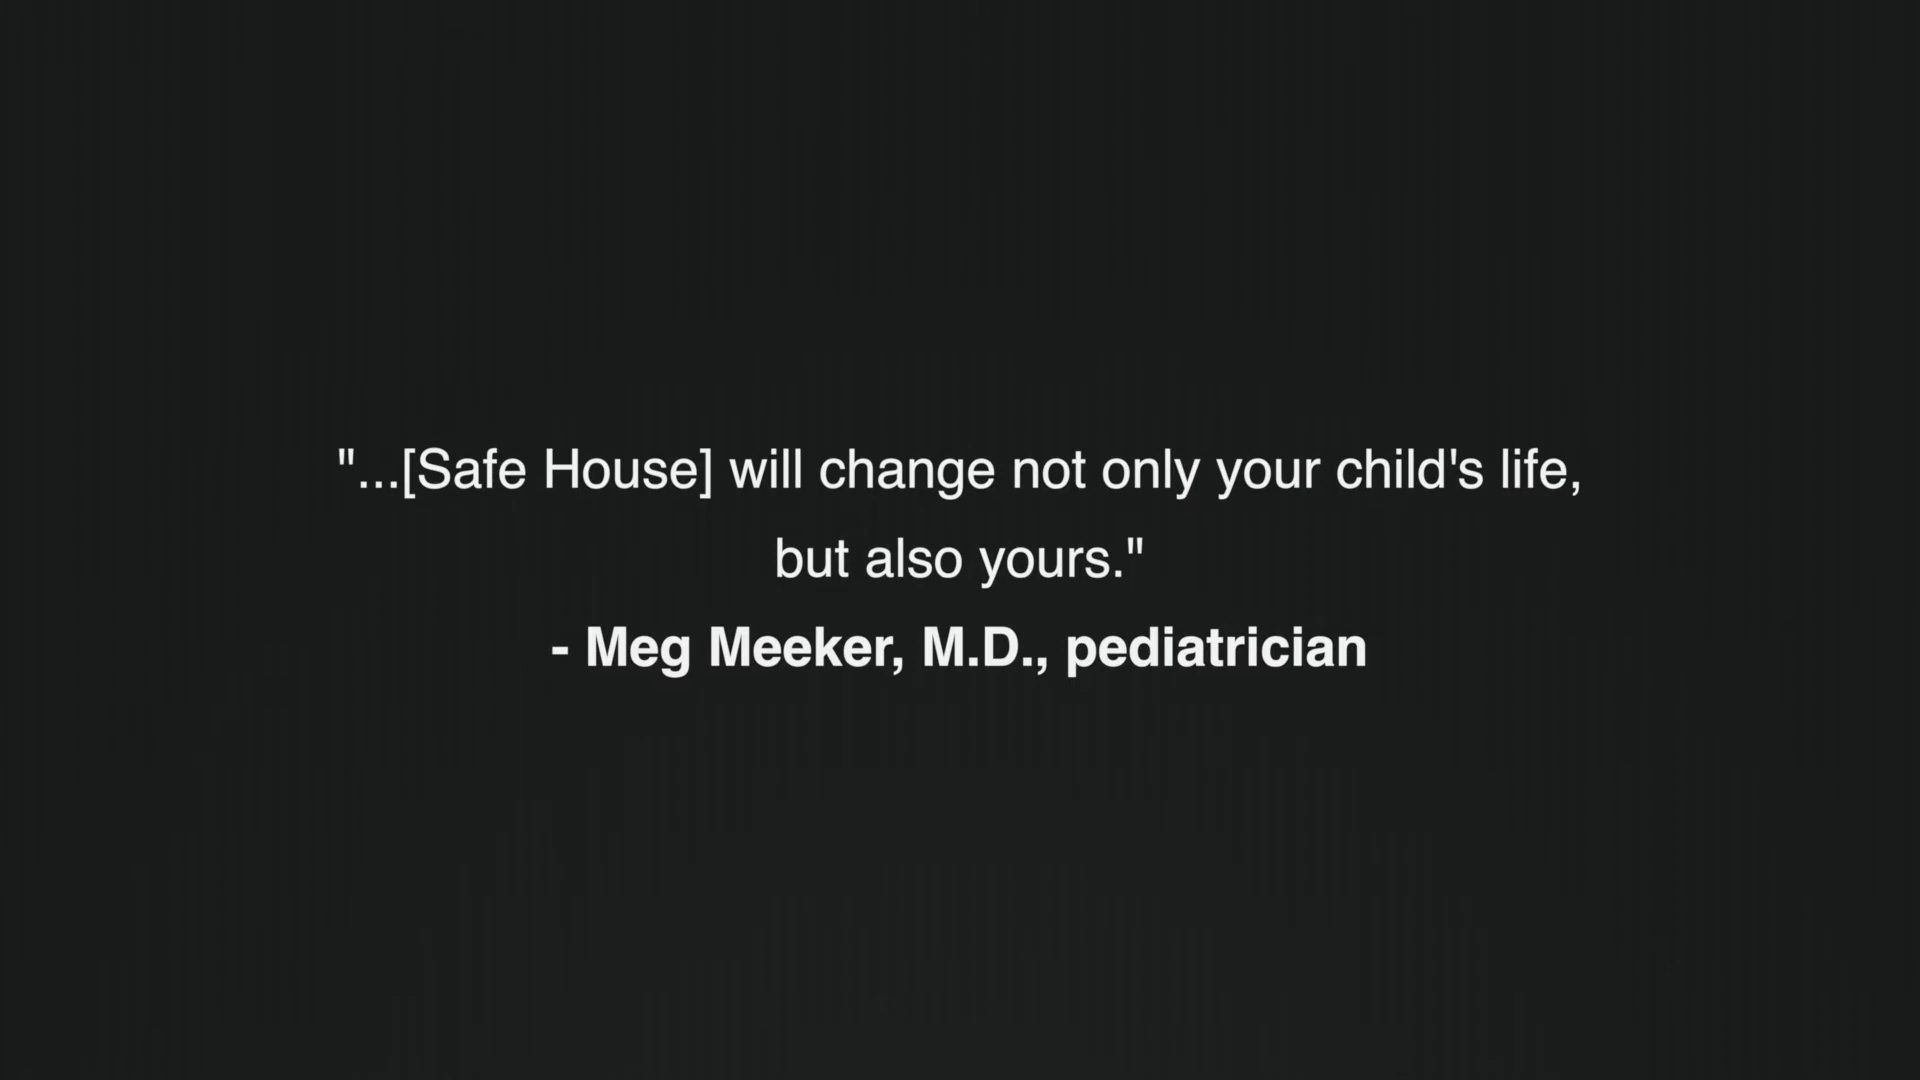 "...[Safe House] will change not only your child's life,
but also yours."
- Meg Meeker, M.D., pediatrician